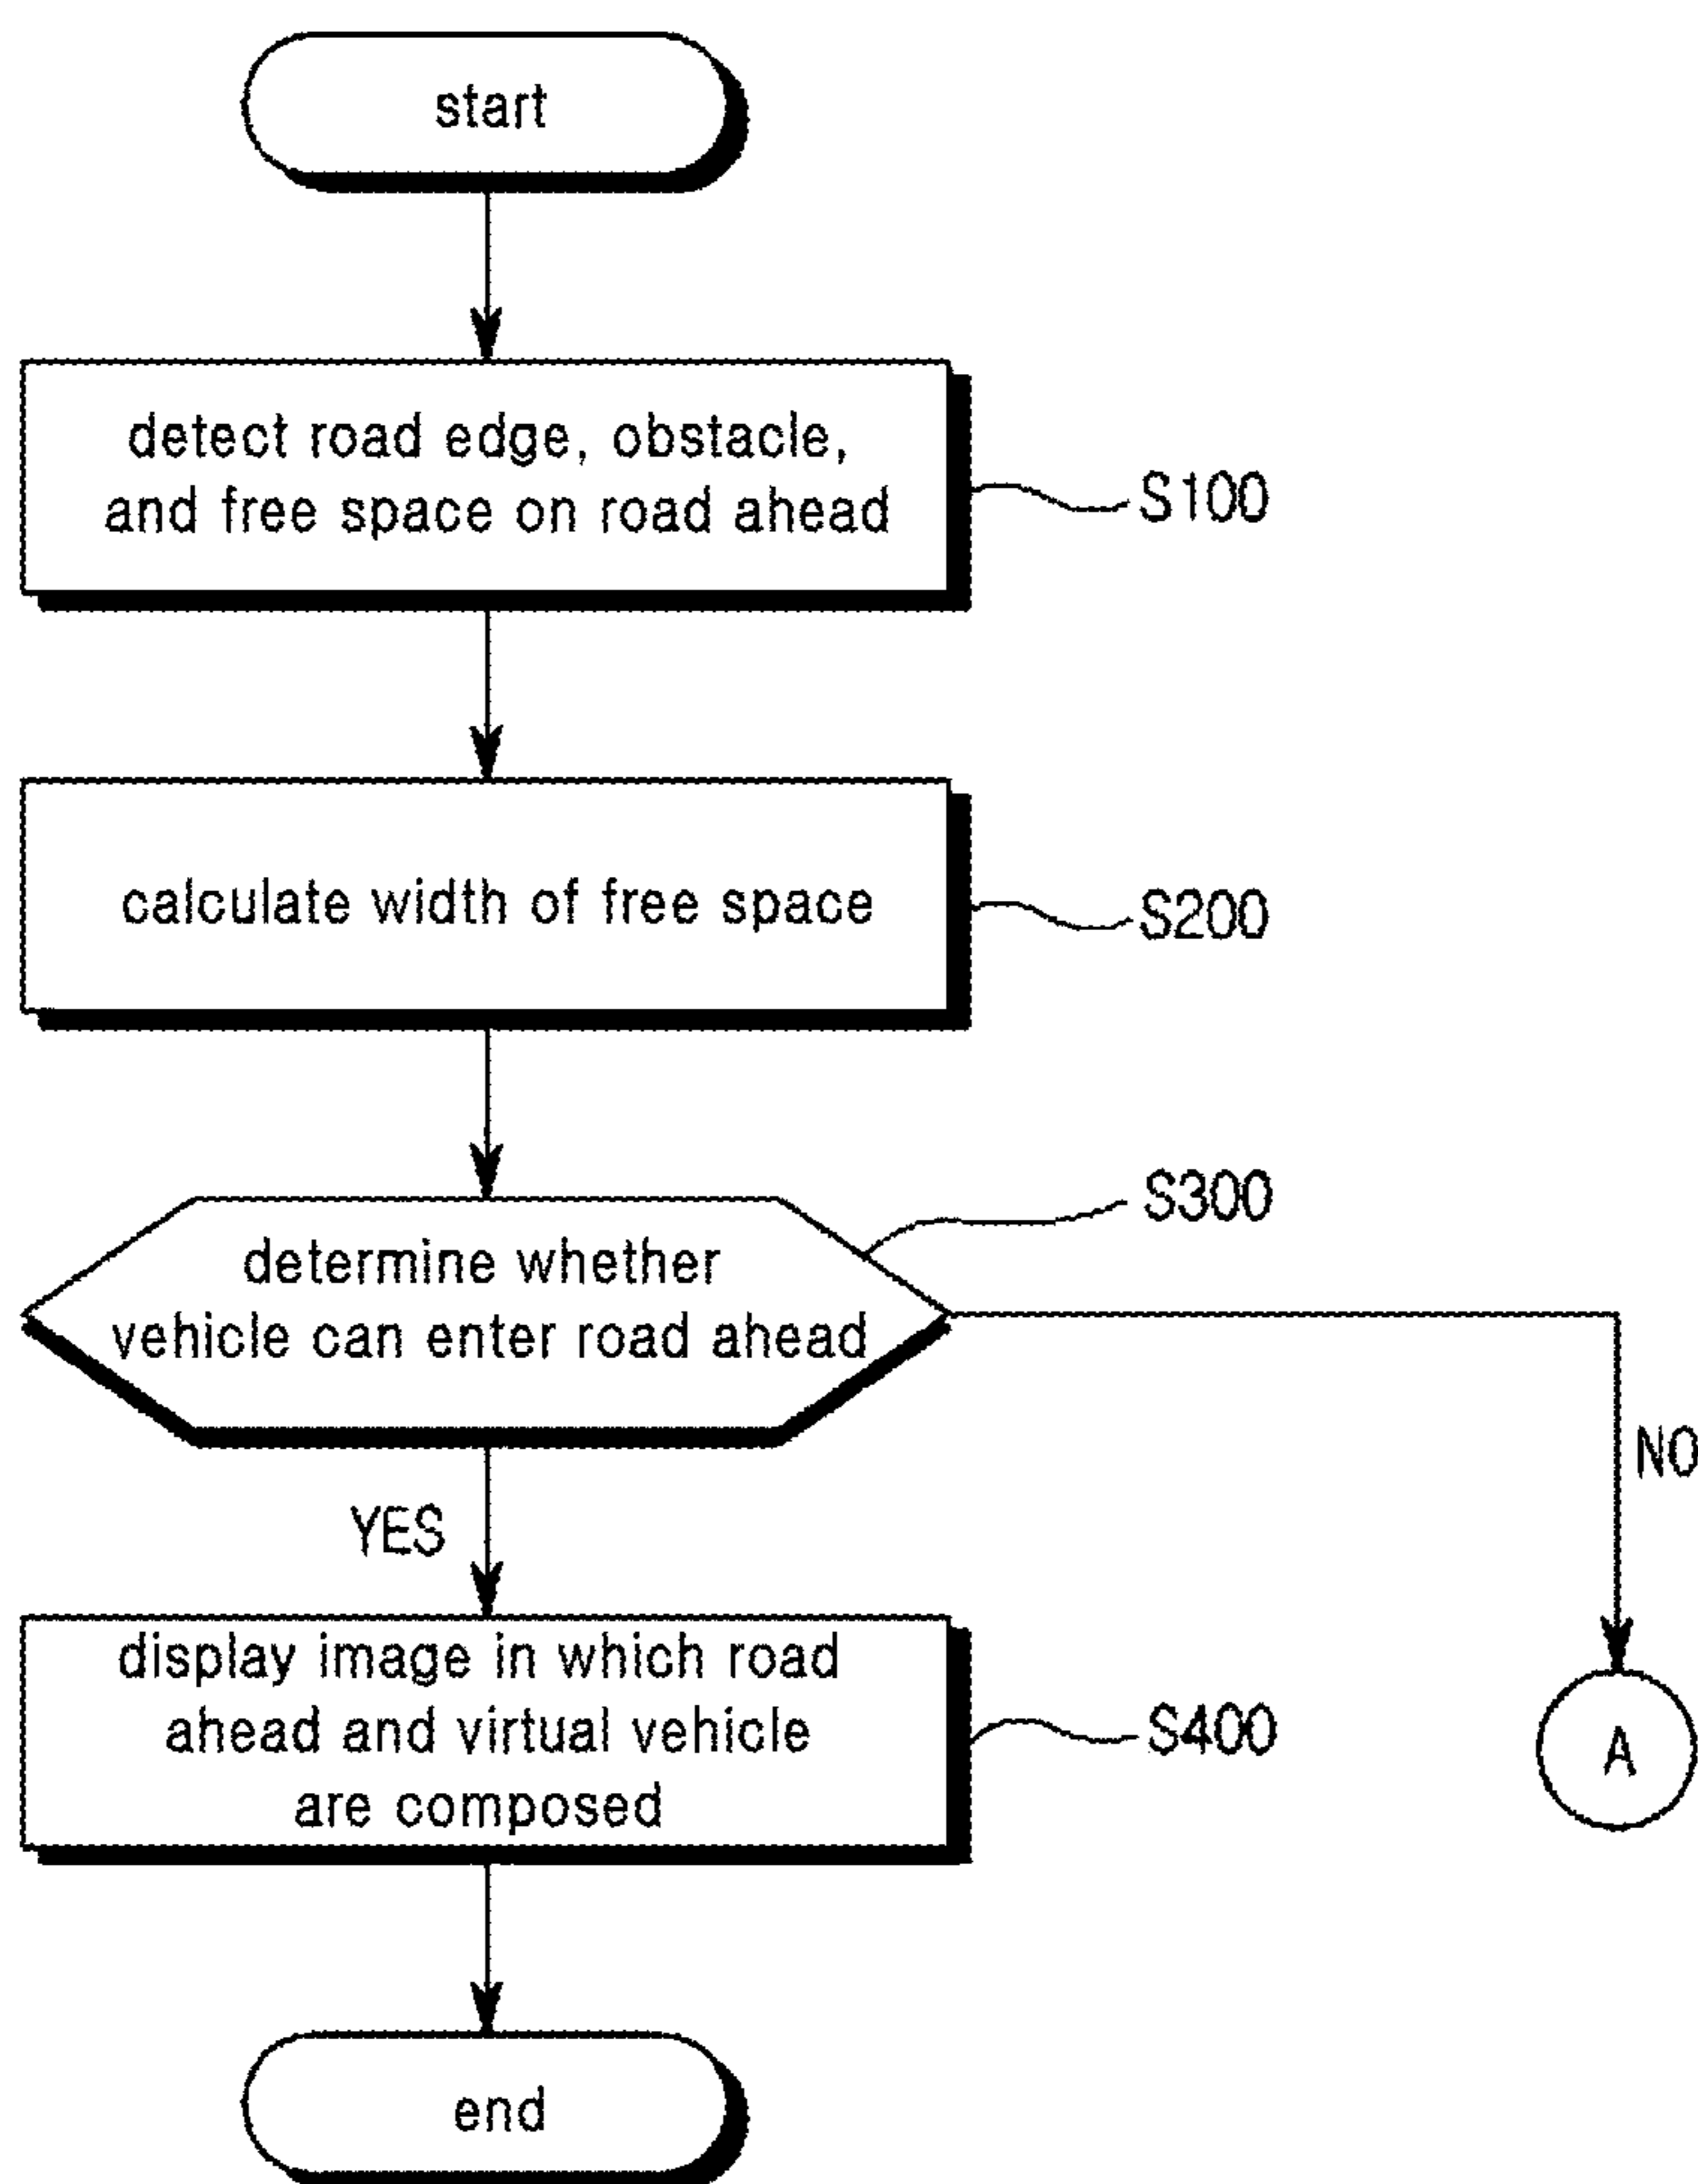 start
detect road edge, obstacle,
and free space on road ahead
S100
calculate width of free space
S200
S300
determine whether
vehicle can enter road ahead
NO
YES
display image in which road
ahead and virtual vehicle
are composed
S400
A
end